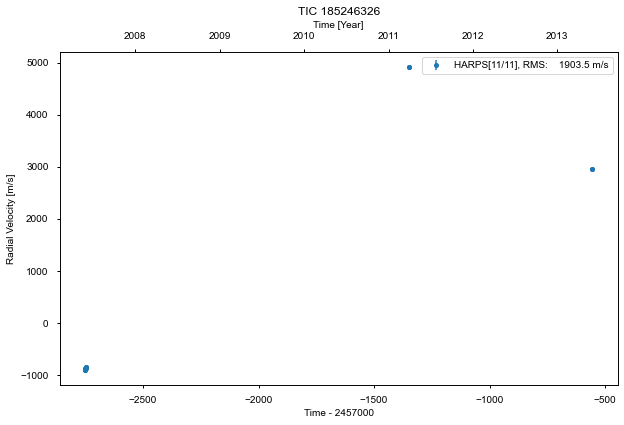 TIC 185246326
Time [Year]
2008 2009 2010 2011 2012 2013
HARPS[11/11], RMS: 1903.5 m/s
5000
4000
3000
2000
1000
0
−1000
Radial Velocity [m/s]
−2500 −2000 −1500 −1000 −500
Time - 2457000